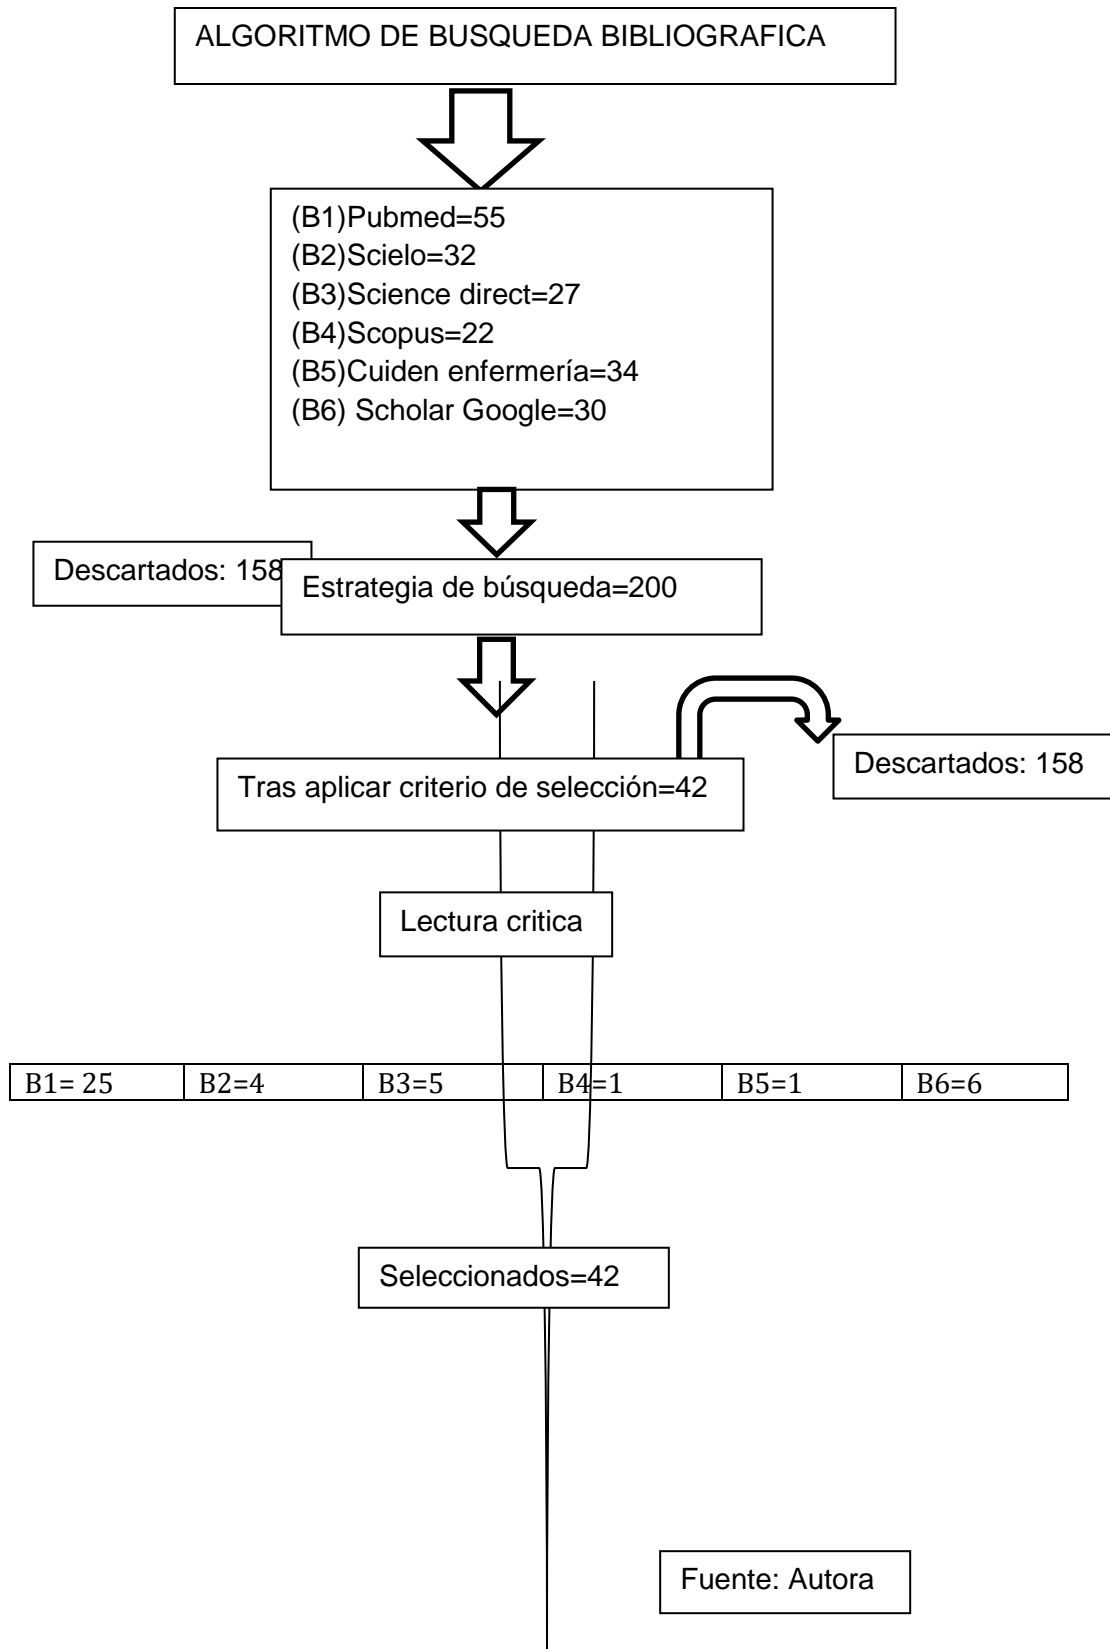 ALGORITMO DE BUSQUEDA BIBLIOGRAFICA
(B1)Pubmed=55
(B2)Scielo=32
(B3)Science direct=27
(B4)Scopus=22
(B5)Cuiden enfermería=34
(B6) Scholar Google=30
Descartados: 158
Estrategia de búsqueda=200
Tras aplicar criterio de selección=42
Descartados: 158
Lectura critica
B1= 25 B2=4 B3=5 B4=1 B5=1 B6=6
Seleccionados=42
Fuente: Autora